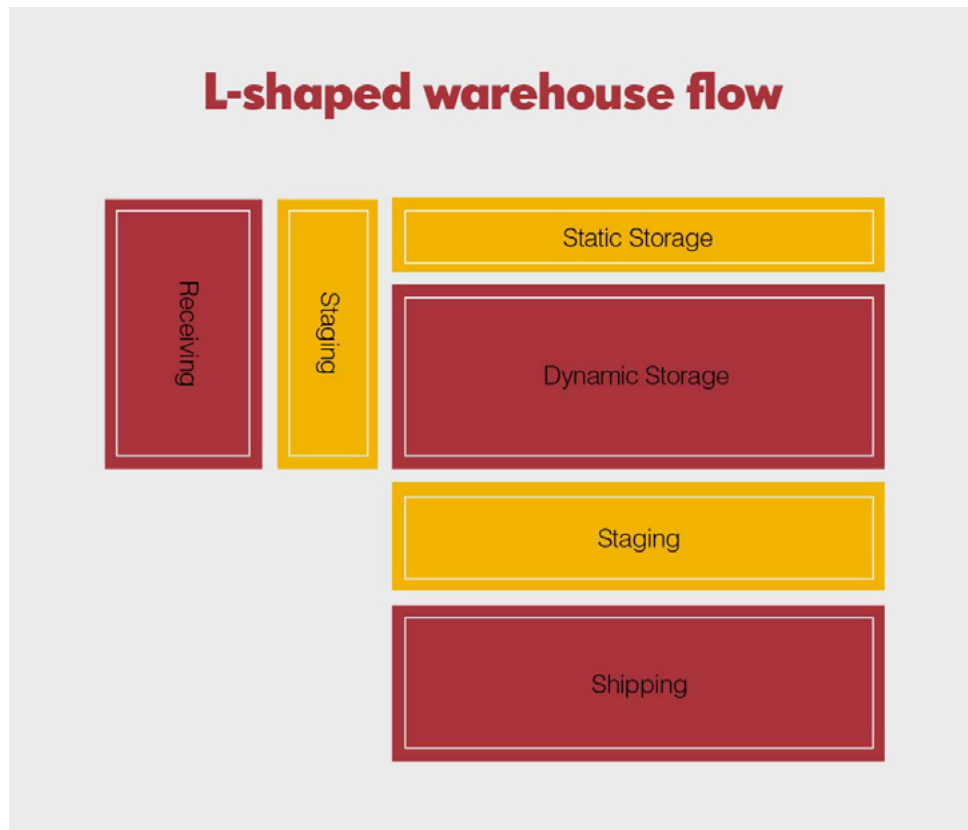 L-shaped warehouse flow
Receiving
Staging
Static Storage
Dynamic Storage
Staging
Shipping